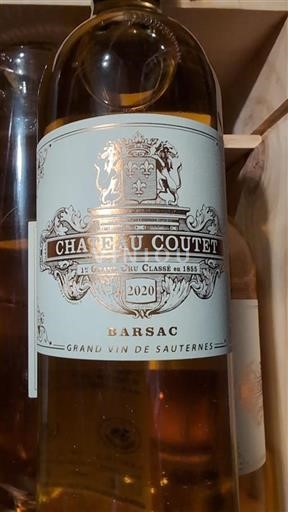 CHATEAU COUTET
1ER GRAND CRU CLASSÉ EN 1855
2020
BARSAC
GRAND VIN DE SAUTERNES